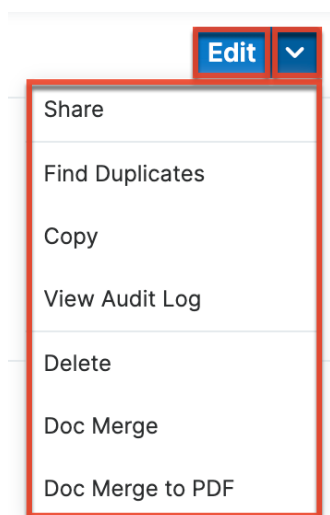 Edit
Share
Find Duplicates
Copy
View Audit Log
Delete
Doc Merge
Doc Merge to PDF